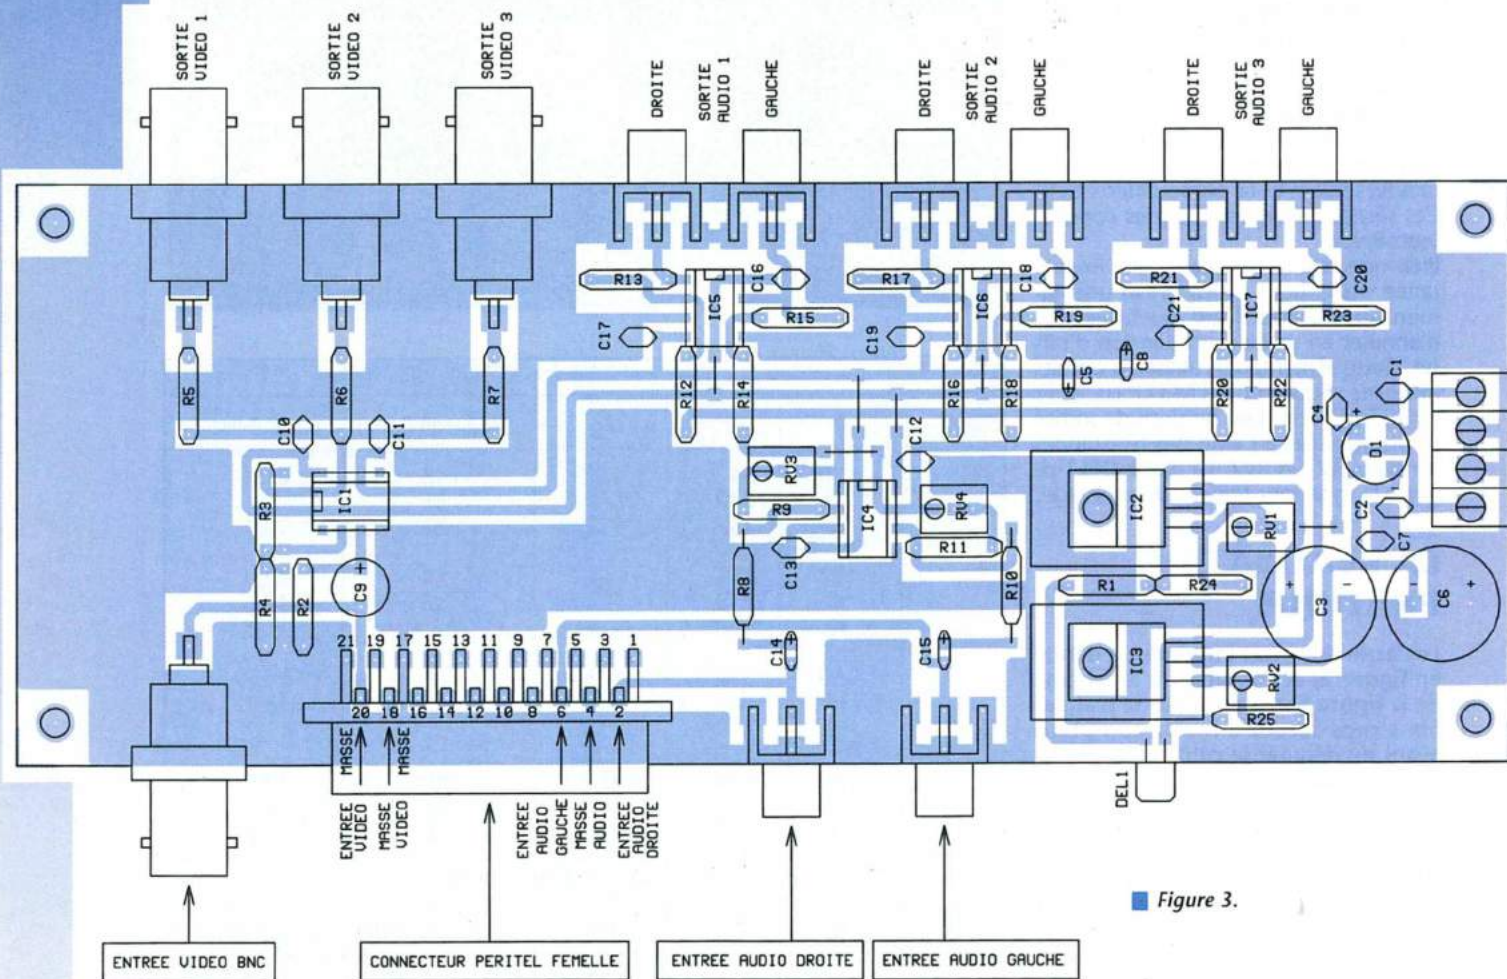 SORTIE
VIDEO 1
SORTIE
VIDEO 2
SORTIE
VIDEO 3
DROITE
SORTIE
AUDIO 1
GAUCHE
DROITE
SORTIE
AUDIO 2
GAUCHE
DROITE
SORTIE
AUDIO 3
GAUCHE
R13
IC5
C16
R17
IC6
C18
R21
IC7
C20
C17
R15
C19
R19
C21
R23
R5
R6
R7
R12
R14
R16
R18
C5
+
C8
+
R20
R22
C4
C1
+
D1
-
C10
C11
RV3
C12
R3
IC1
R9
IC4
RV4
IC2
RV1
C2
C7
C13
R11
R4
R2
+
C9
R8
R10
R1
R24
+
C3
-
-
C6
+
C14
+
C15
+
IC3
RV2
R25
DEL1
21 19 17 15 13 11 9 7 5 3 1
20 18 16 14 12 10 8 6 4 2
MASSE
ENTREE
VIDEO
MASSE
VIDEO
MASSE
ENTREE
AUDIO
GAUCHE
MASSE
AUDIO
ENTREE
AUDIO
DROITE
Figure 3.
ENTREE VIDEO BNC
CONNECTEUR PERITEL FEMELLE
ENTREE AUDIO DROITE
ENTREE AUDIO GAUCHE